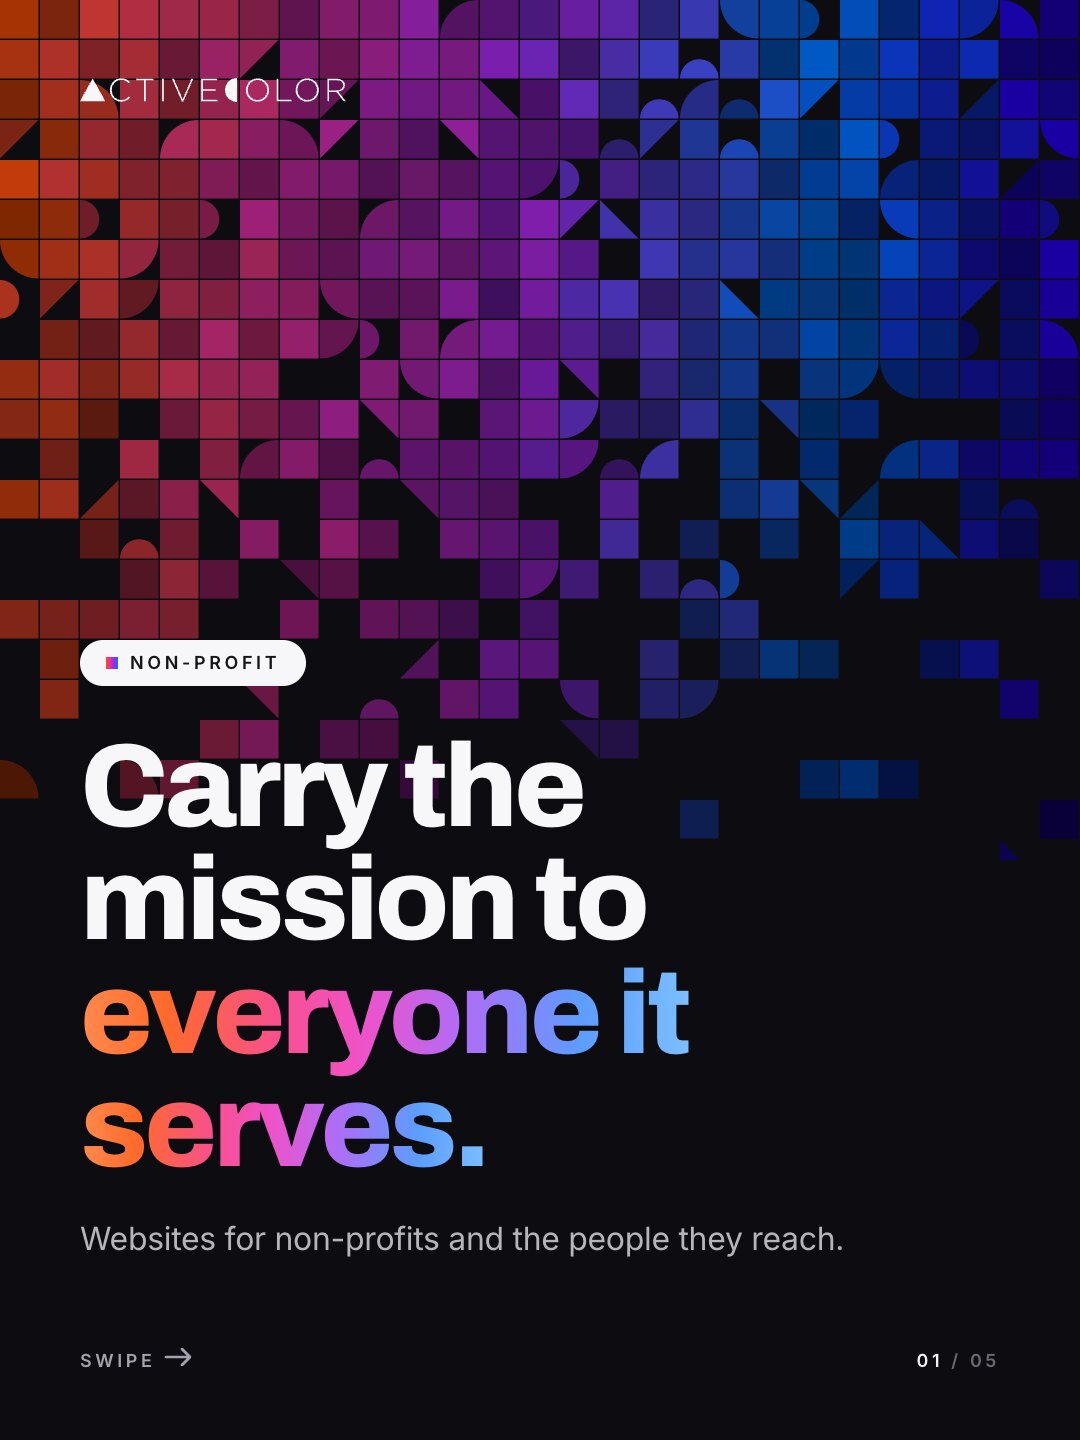 ACTIVECOLOR
NON-PROFIT
Carry the
mission to
everyone it
serves.
Websites for non-profits and the people they reach.
SWIPE →
01 / 05